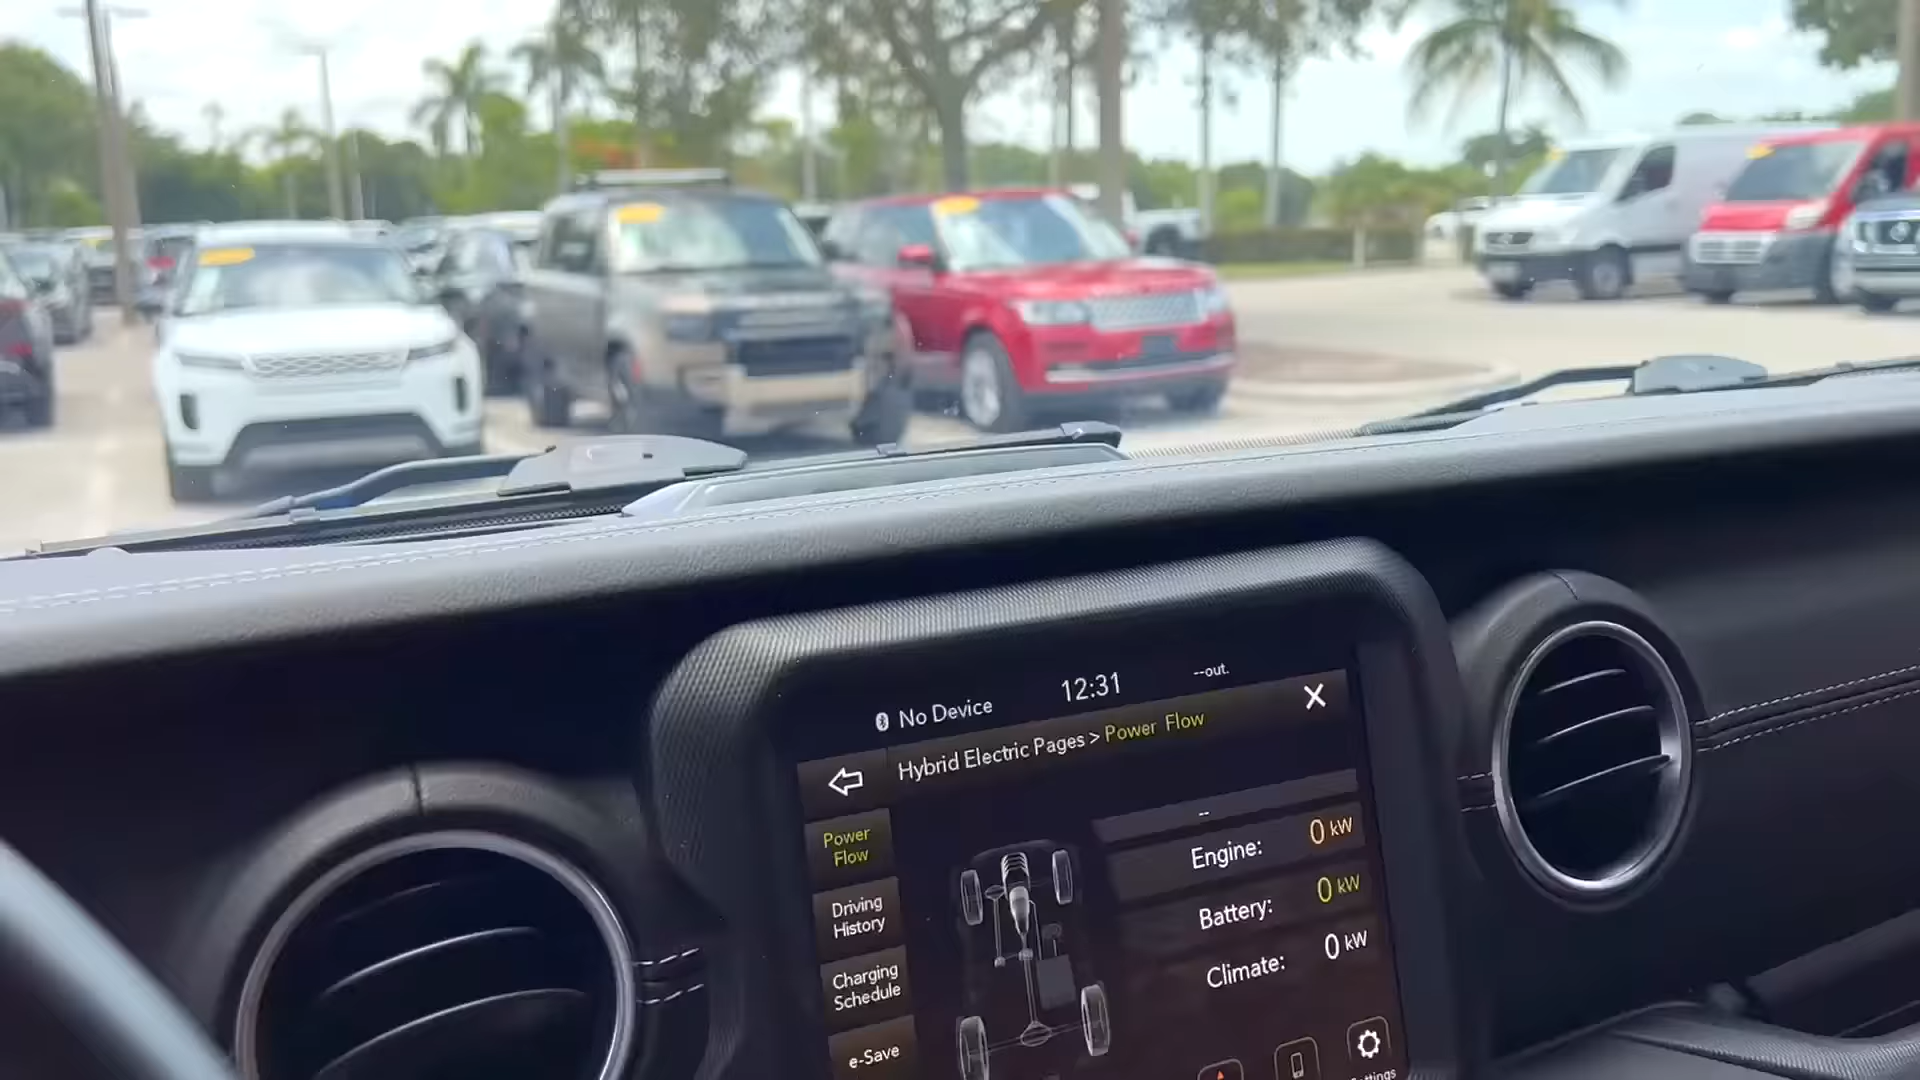 No Device
12:31
--out.
Hybrid Electric Pages > Power Flow
Power
Flow
Driving
History
Charging
Schedule
e-Save
--
Engine: 0 kW
Battery: 0 kW
Climate: 0 kW